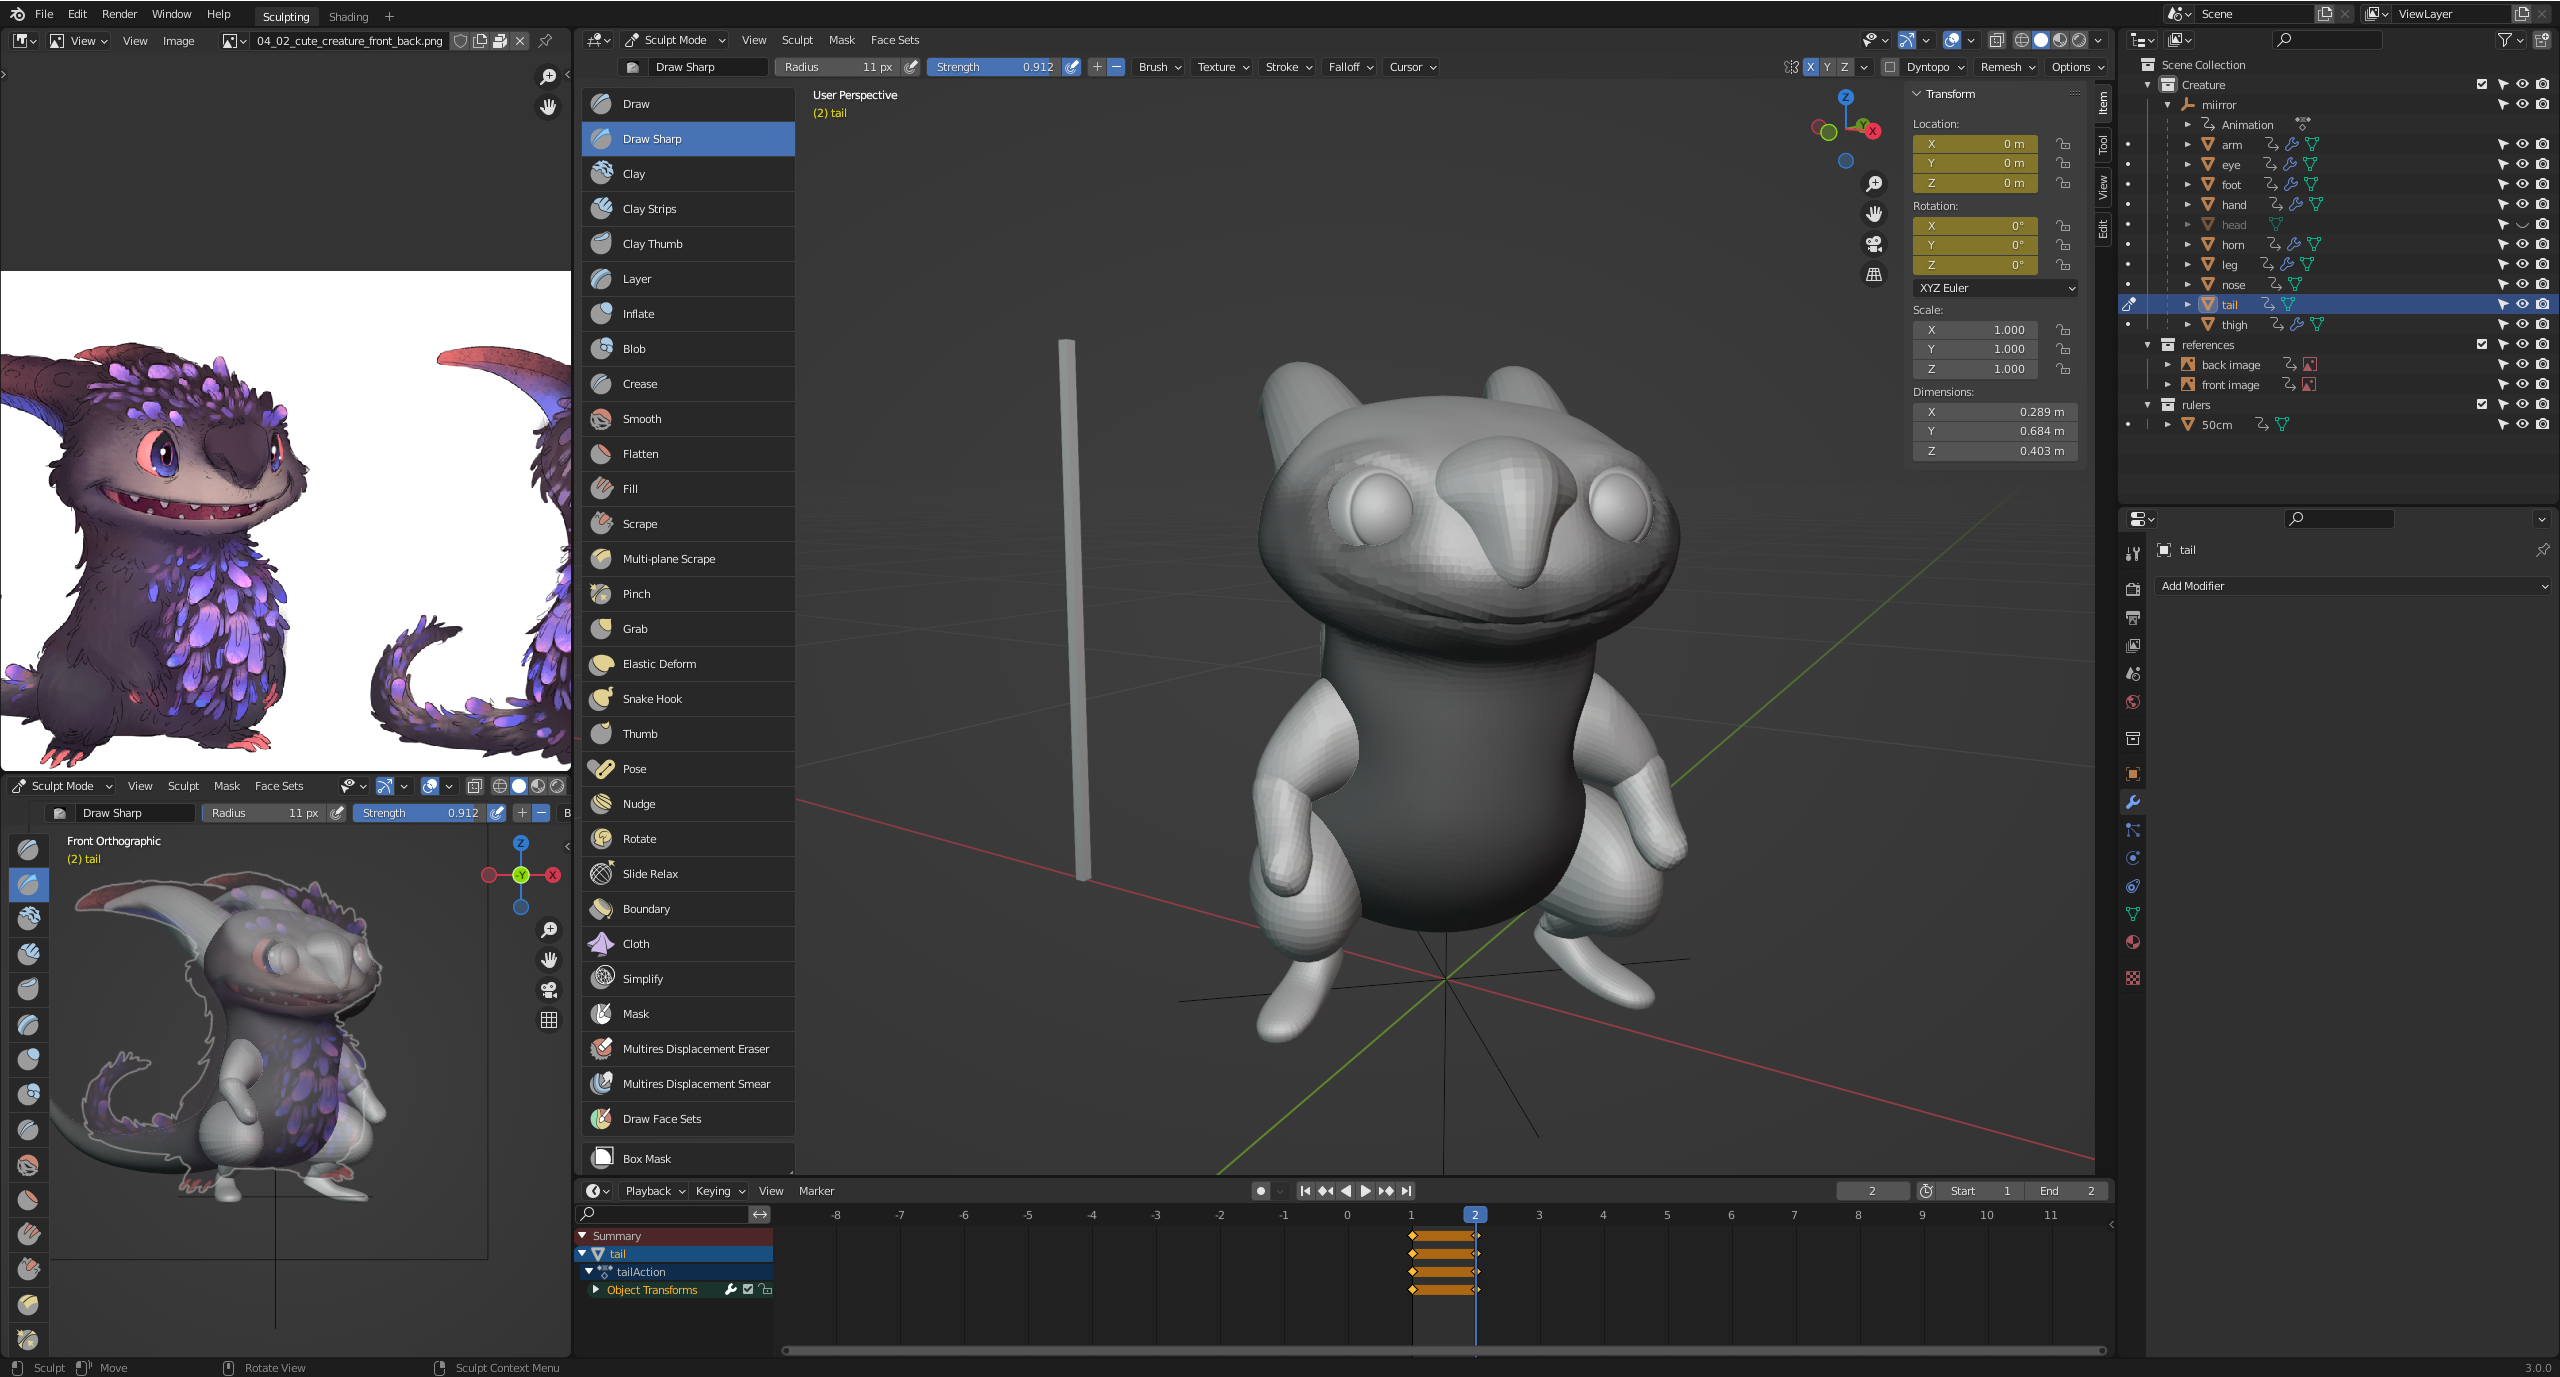 File Edit Render Window Help Sculpting Shading + Scene ViewLayer
View View Image 04_02_cute_creature_front_back.png
Sculpt Mode View Sculpt Mask Face Sets
Draw Sharp Radius 11 px Strength 0.912 Brush Texture Stroke Falloff Cursor X Y Z Dyntopo Remesh Options
Draw
Draw Sharp
Clay
Clay Strips
Clay Thumb
Layer
Inflate
Blob
Crease
Smooth
Flatten
Fill
Scrape
Multi-plane Scrape
Pinch
Grab
Elastic Deform
Snake Hook
Thumb
Pose
Nudge
Rotate
Slide Relax
Boundary
Cloth
Simplify
Mask
Multires Displacement Eraser
Multires Displacement Smear
Draw Face Sets
Box Mask
User Perspective
(2) tail
Z
Y
X
Transform
Location:
X 0 m
Y 0 m
Z 0 m
Rotation:
X 0°
Y 0°
Z 0°
XYZ Euler
Scale:
X 1.000
Y 1.000
Z 1.000
Dimensions:
X 0.289 m
Y 0.684 m
Z 0.403 m
Item
Tool
View
Edit
Scene Collection
Creature
miirror
Animation
arm
eye
foot
hand
head
horn
leg
nose
tail
thigh
references
back image
front image
rulers
50cm
tail
Add Modifier
Sculpt Mode View Sculpt Mask Face Sets
Draw Sharp Radius 11 px Strength 0.912 B
Front Orthographic
(2) tail
Z
-Y
X
Playback Keying View Marker 2 Start 1 End 2
-8 -7 -6 -5 -4 -3 -2 -1 0 1 2 3 4 5 6 7 8 9 10 11
Summary
tail
tailAction
Object Transforms
Sculpt Move Rotate View Sculpt Context Menu 3.0.0